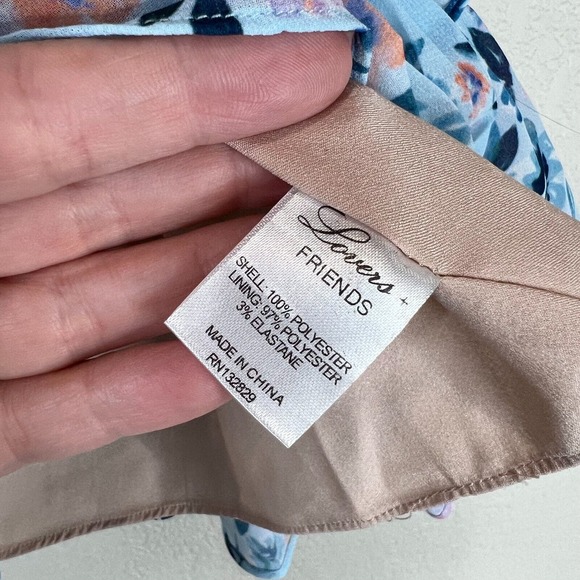 Lovers +
FRIENDS
SHELL: 100% POLYESTER
LINING: 97% POLYESTER
3% ELASTANE
MADE IN CHINA
RN132829